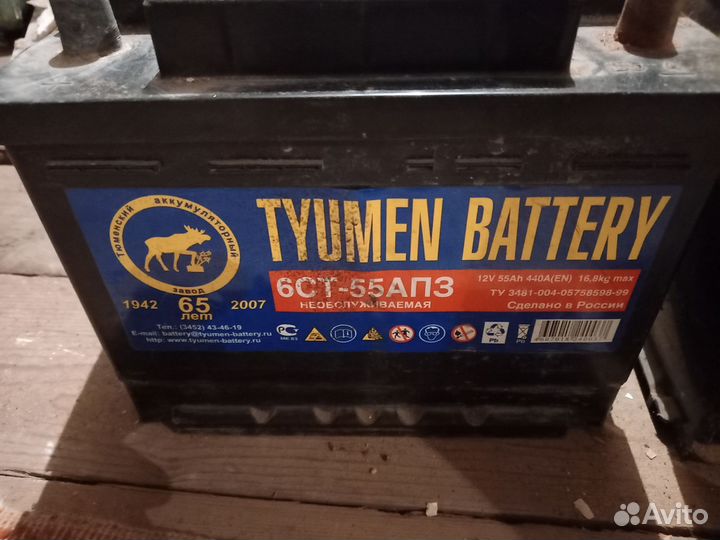 Тюменский аккумуляторный завод
1942 65 лет 2007
Тел.: (3452) 43-46-19
E-mail: battery@tyumen-battery.ru
http: www.tyumen-battery.ru
TYUMEN BATTERY
6СТ-55АПЗ
НЕОБСЛУЖИВАЕМАЯ
12V 55Ah 440A(EN) 16,8kg max
ТУ 3481-004-05758598-99
Сделано в России
Pb
Avito